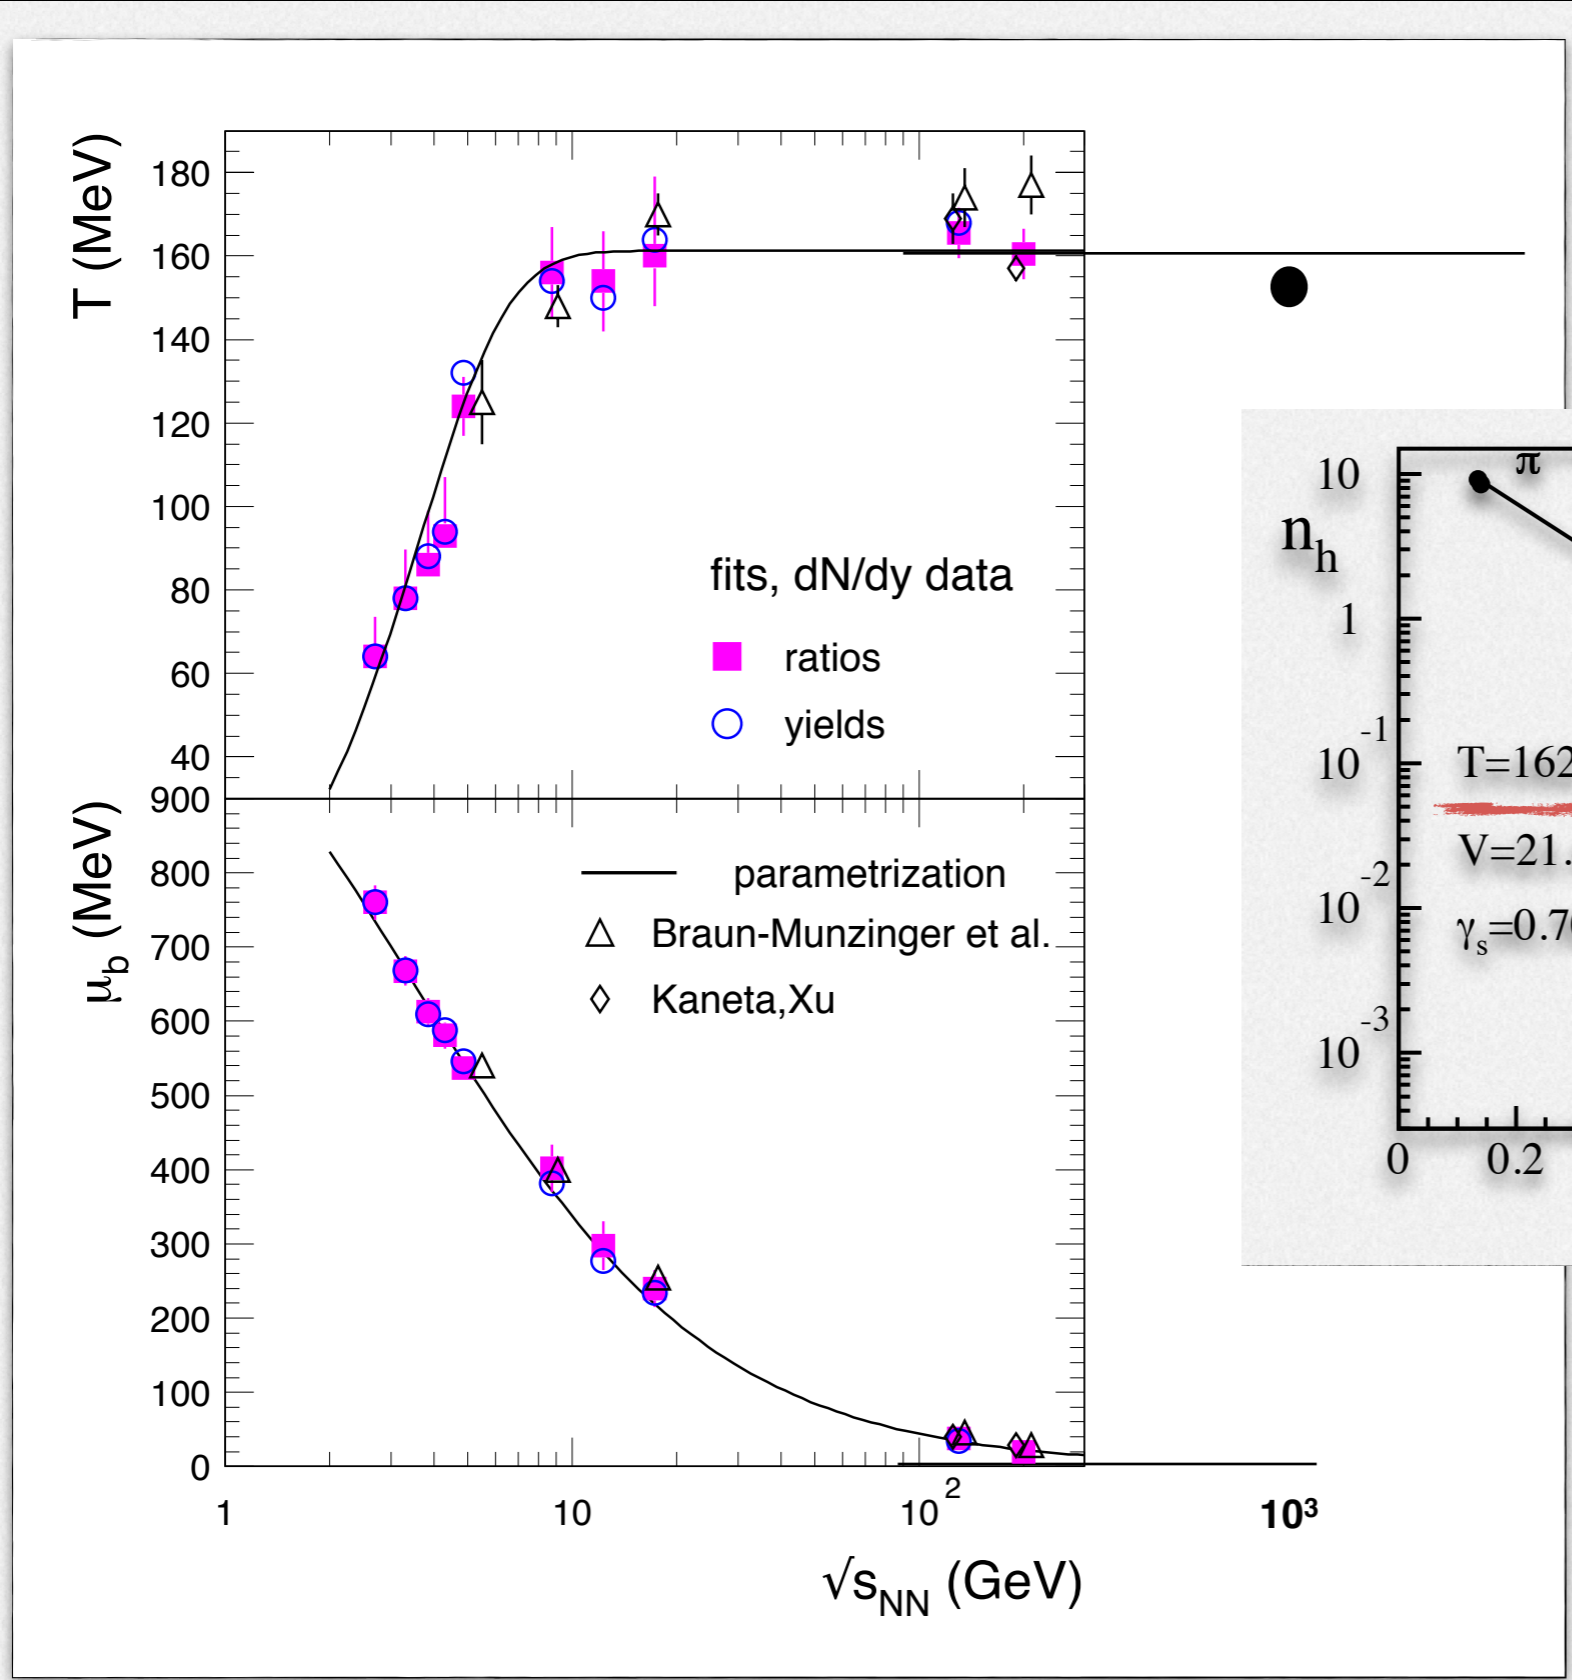 T (MeV)
180
160
140
120
100
80
60
40
fits, dN/dy data
ratios
yields
μb (MeV)
900
800
700
600
500
400
300
200
100
0
parametrization
Braun-Munzinger et al.
Kaneta,Xu
1
10
10²
10³
√sNN (GeV)
nh
10
1
10⁻¹
10⁻²
10⁻³
π
T=162
V=21.
γs=0.7
0
0.2